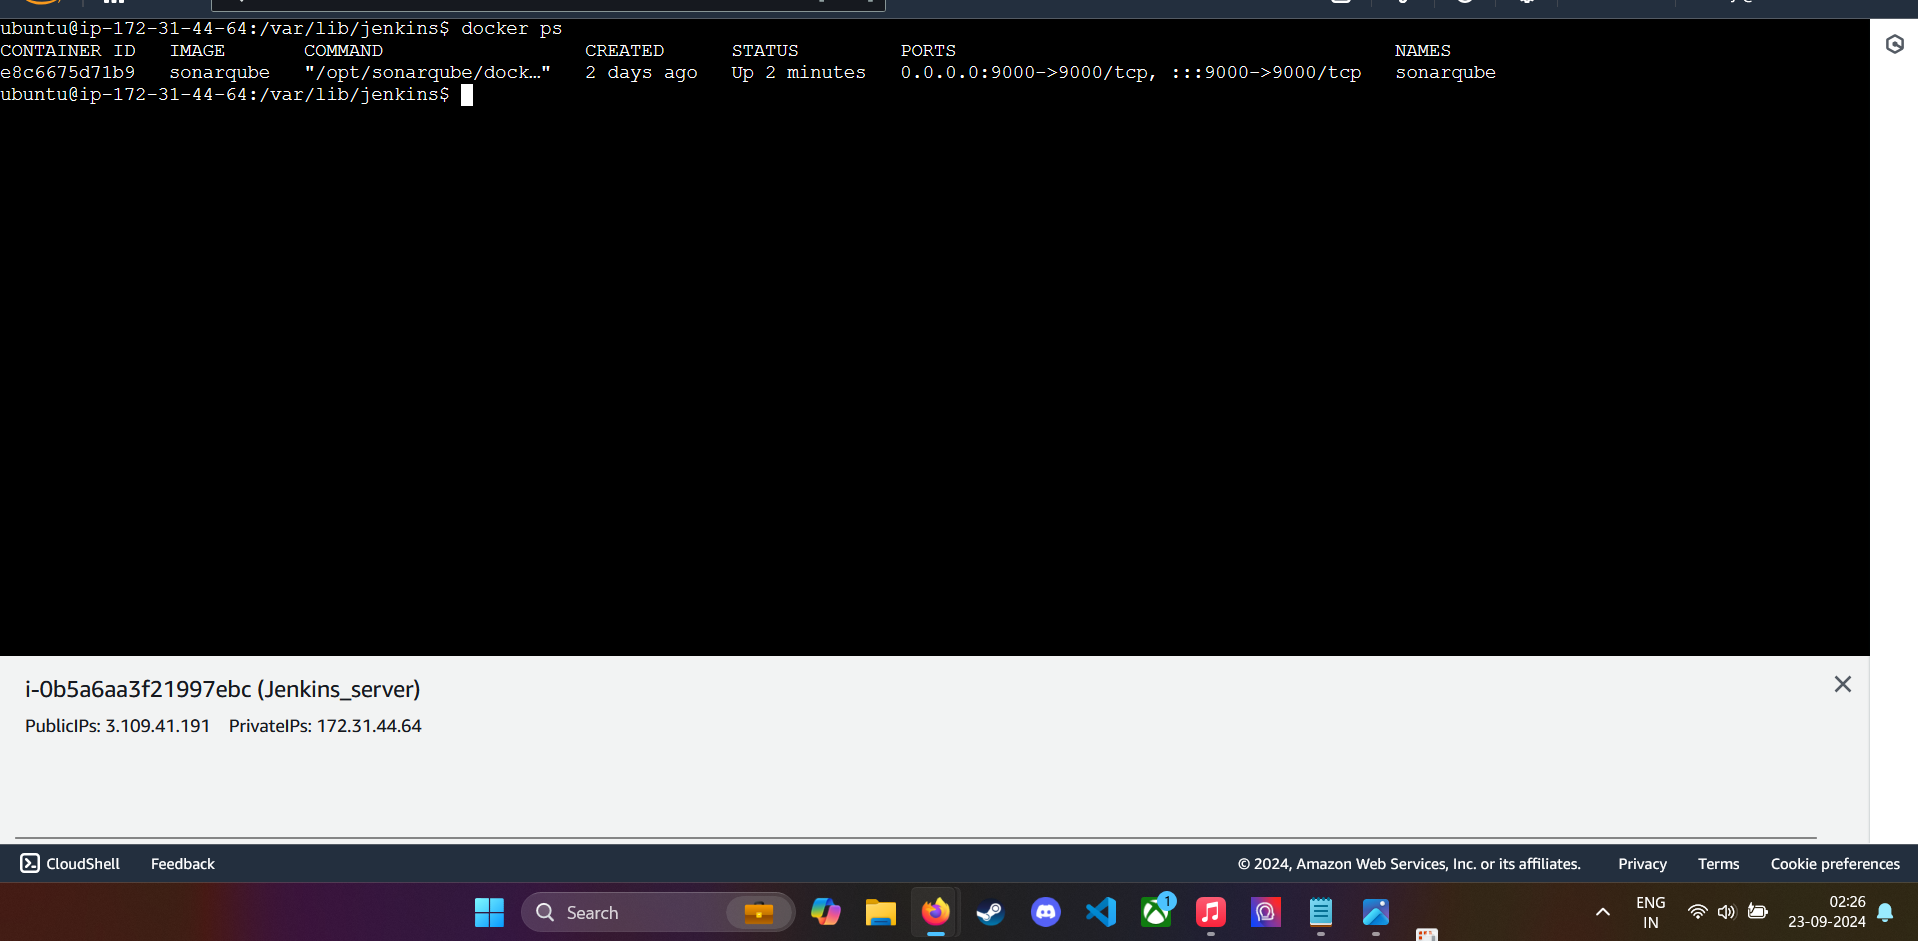 ubuntu@ip-172-31-44-64:/var/lib/jenkins$ docker ps
CONTAINER ID IMAGE COMMAND CREATED STATUS PORTS NAMES
e8c6675d71b9 sonarqube "/opt/sonarqube/dock…" 2 days ago Up 2 minutes 0.0.0.0:9000->9000/tcp, :::9000->9000/tcp sonarqube
ubuntu@ip-172-31-44-64:/var/lib/jenkins$
i-0b5a6aa3f21997ebc (Jenkins_server)
PublicIPs: 3.109.41.191 PrivateIPs: 172.31.44.64
CloudShell Feedback © 2024, Amazon Web Services, Inc. or its affiliates. Privacy Terms Cookie preferences
Search 1 ENG 02:26
IN 23-09-2024